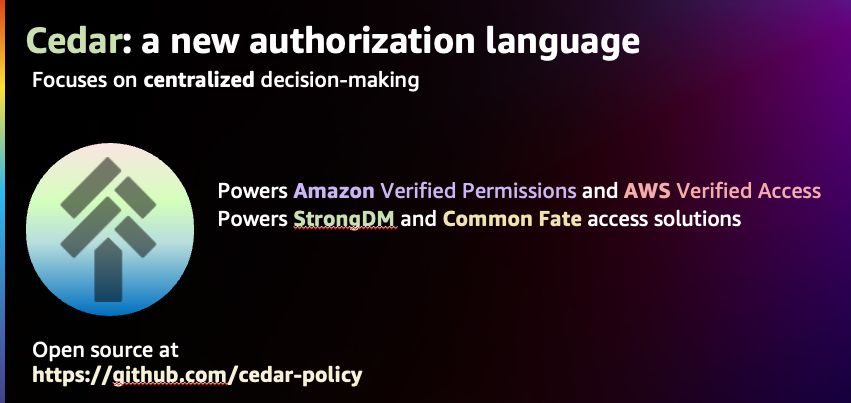 Cedar: a new authorization language
Focuses on centralized decision-making
Powers Amazon Verified Permissions and AWS Verified Access
Powers StrongDM and Common Fate access solutions
Open source at
https://github.com/cedar-policy